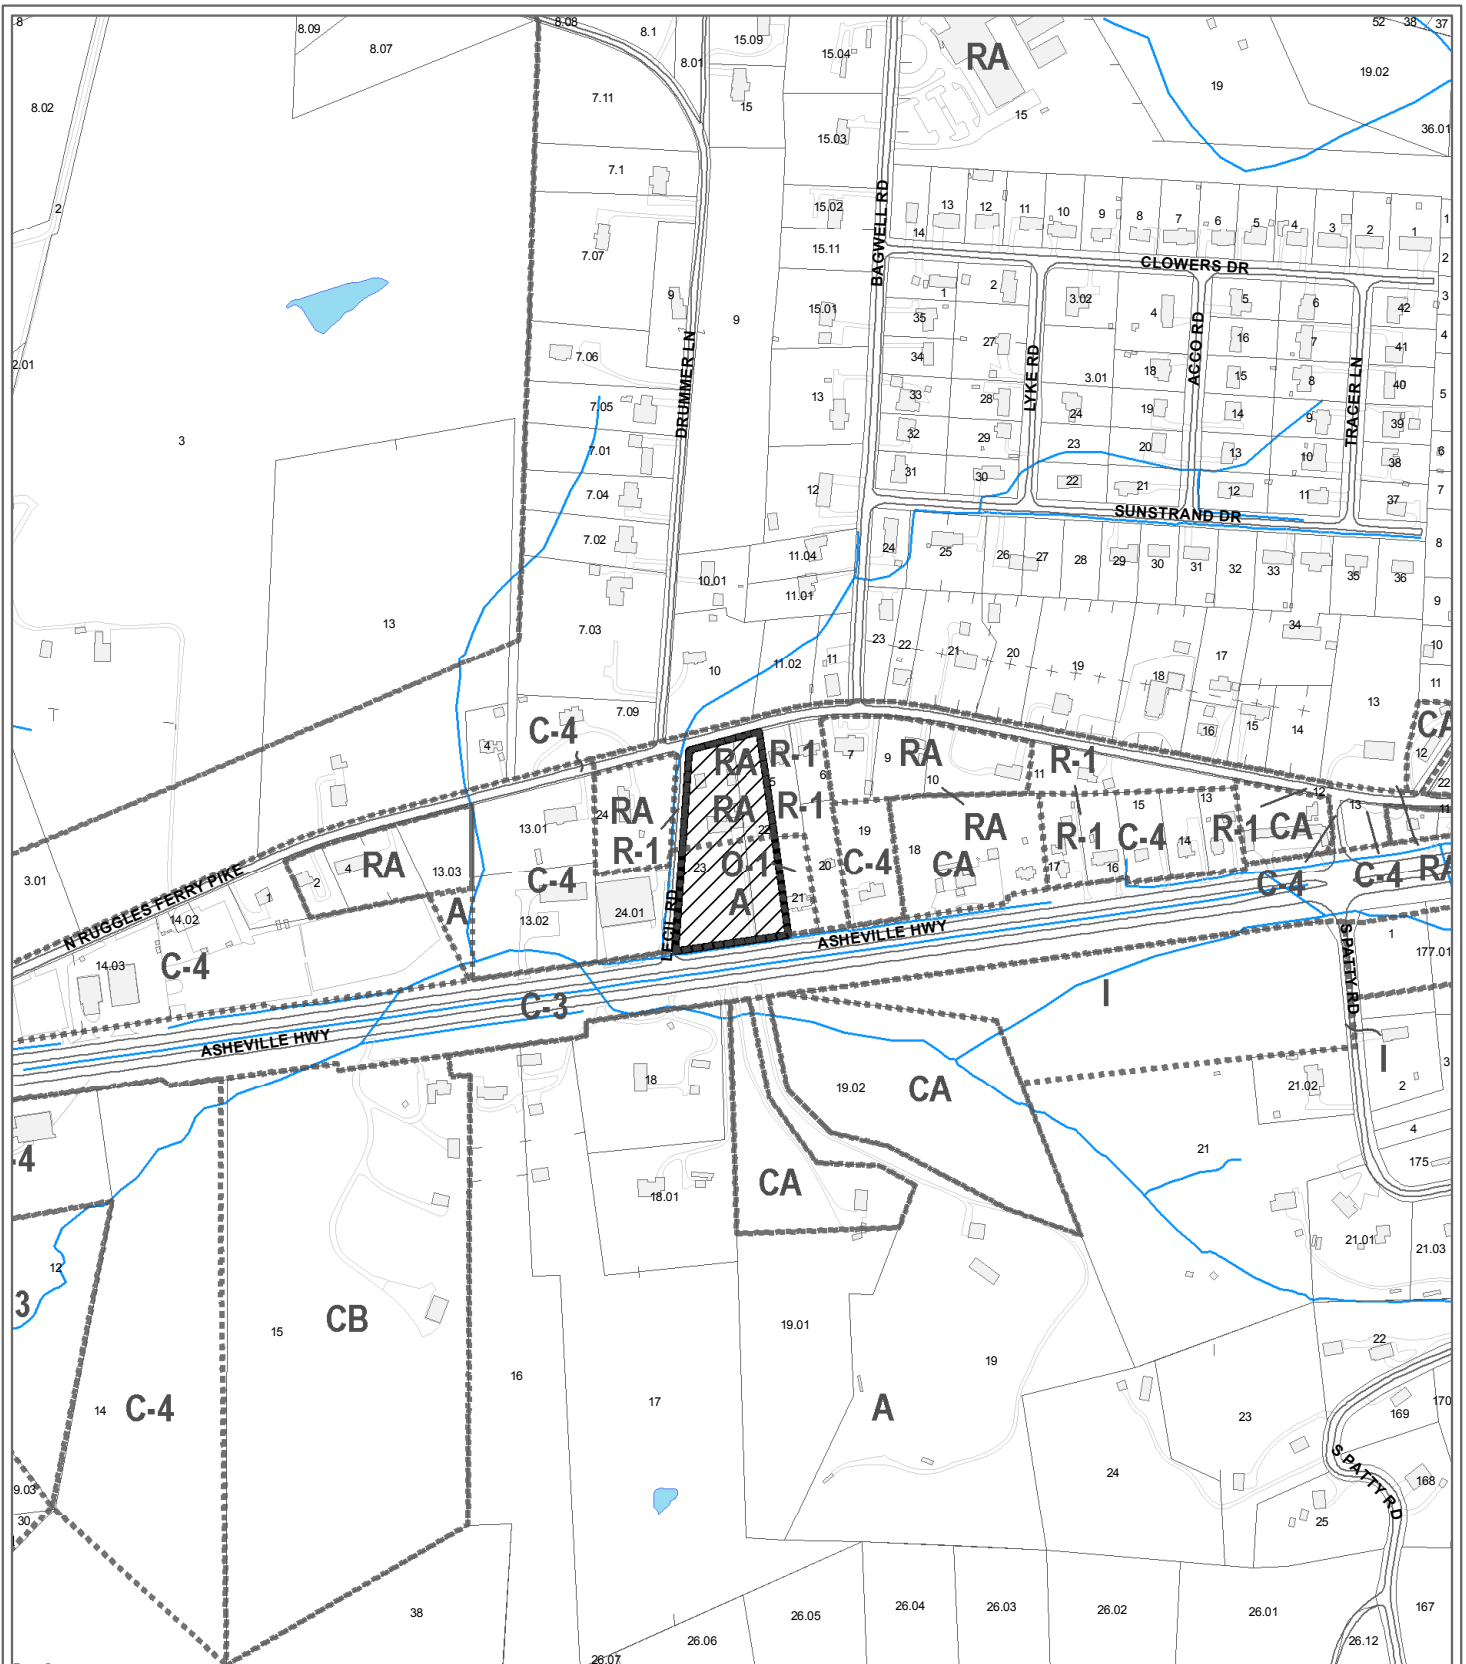 8 8.09 8.08 8.1 15.09 15.04 RA 52 38 37
8.07 8.01 19 19.02
8.02 7.11 15 15 36.01
15.03
7.1
2 15.02 13 12 11 10 9 8 7 6 5 4 3 2 1 1
14
7.07 15.11 BAGWELL RD CLOWERS DR 2
9 9 15.01 1 2 3.02 4 5 6 42 3
35 27 16 7 41 4
2.01 7.06 34 18
DRUMMER LN LYKE RD 3.01 ACCO RD 15 8 TRACER LN 40 5
7.05 13 33 28 24 19 14 9 39
3 7.01 32 29 23 20 13 10 38 6
7.04 12 31 30 22 21 12 11 37 7
SUNSTRAND DR
7.02 11.04 24 25 26 27 28 29 30 31 32 33 35 36 8
10.01 11.01 9
13 7.03 23 22 21 20 19 18 17 34 13 10
10 11.02 11 11
7.09 16 15 14
4 C-4 CA
12
RA R-1 7 9 RA 10 11 R-1 22
5 6
RA 24 RA R-1 13.01 22 19 RA 15 13 12 13 11
R-1 23 O-1 20 C-4 18 CA R-1 C-4 14 R-1 CA
3.01 N RUGGLES FERRY PIKE 2 4 RA 13.03 C-4 17 16 C-4 C-4 RA
1 A 13.02 24.01 A 21
14.02 ASHEVILLE HWY 1
14.03 C-4 S PATTY RD 177.01
C-3 I
ASHEVILLE HWY
I 3
18 19.02 CA 21.02 2
4
-4 21 175
CA
18.01
21.01 21.03
12
3 CB 19.01
15 22
16 19
14 C-4 17 A 23 169 170
24 S PATTY RD 168
9.03
30 25
38 26.05 26.04 26.03 26.02 26.01 167
26.06 26.12
26.07